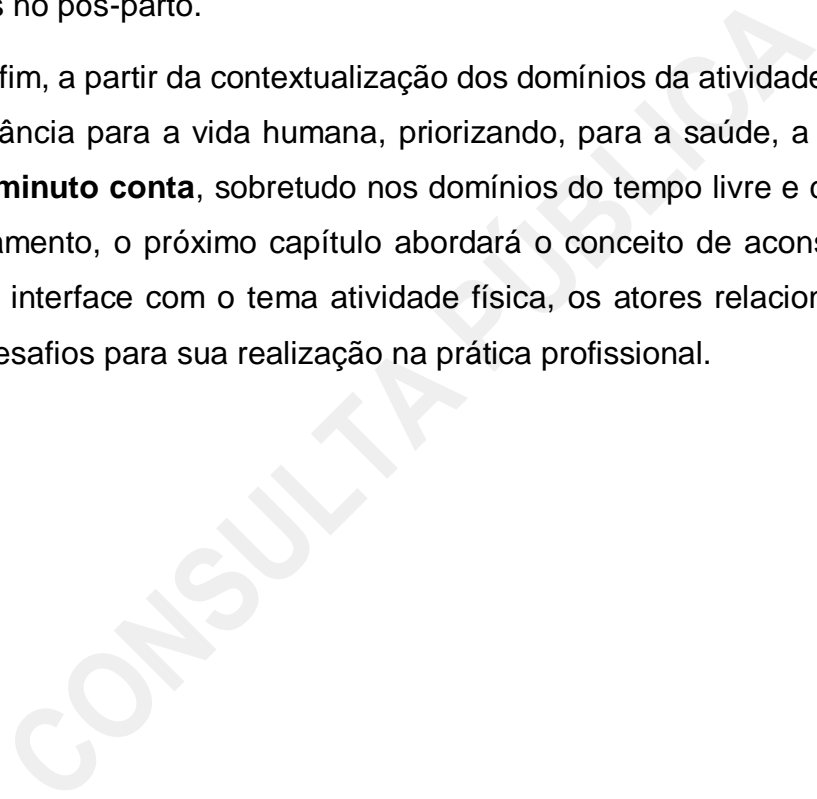 s no pós-parto.
fim, a partir da contextualização dos domínios da atividade
ância para a vida humana, priorizando, para a saúde, a
minuto conta, sobretudo nos domínios do tempo livre e d
amento, o próximo capítulo abordará o conceito de acons
interface com o tema atividade física, os atores relacion
esafios para sua realização na prática profissional.
CONSULTA PÚBLICA